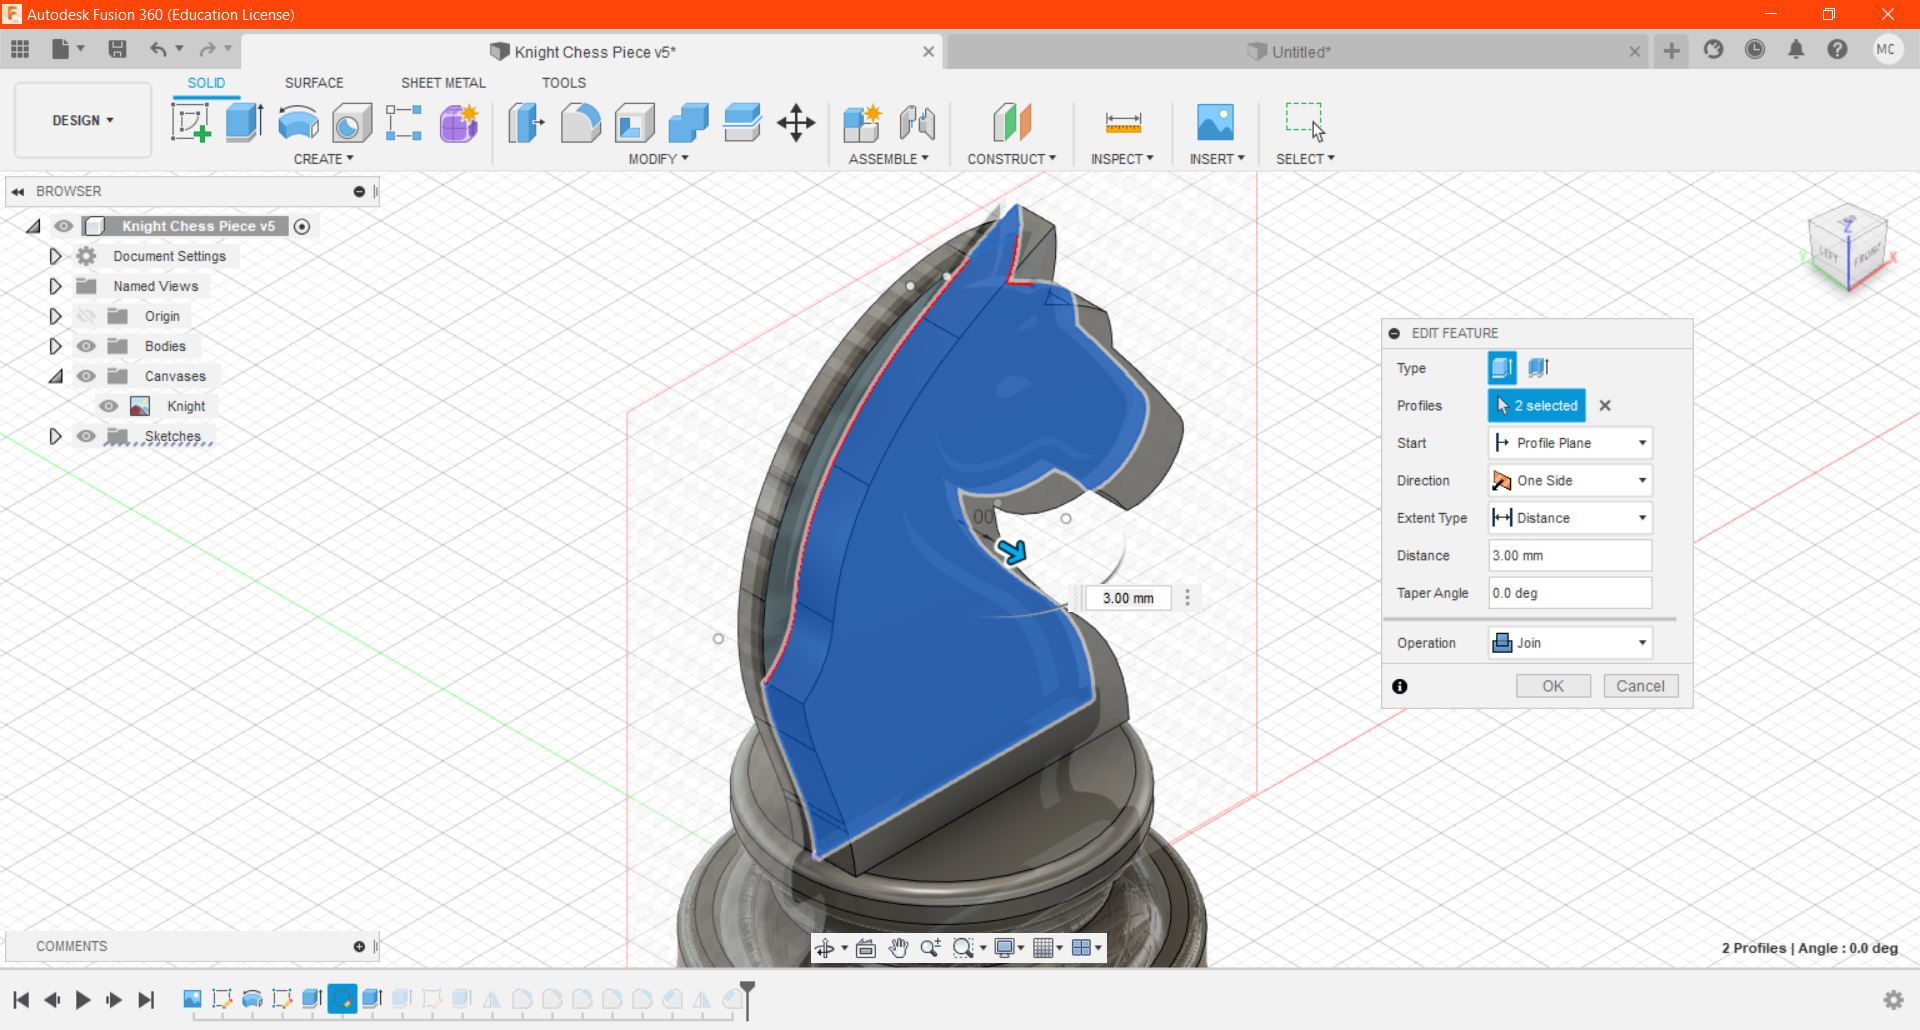 Autodesk Fusion 360 (Education License)
Knight Chess Piece v5*
Untitled*
MC
DESIGN
SOLID
SURFACE
SHEET METAL
TOOLS
CREATE
MODIFY
ASSEMBLE
CONSTRUCT
INSPECT
INSERT
SELECT
BROWSER
Knight Chess Piece v5
Document Settings
Named Views
Origin
Bodies
Canvases
Knight
Sketches
Z
LEFT
FRONT
Y
X
EDIT FEATURE
Type
Profiles
2 selected
Start
Profile Plane
Direction
One Side
Extent Type
Distance
Distance
3.00 mm
Taper Angle
0.0 deg
Operation
Join
OK
Cancel
00
3.00 mm
COMMENTS
2 Profiles | Angle : 0.0 deg